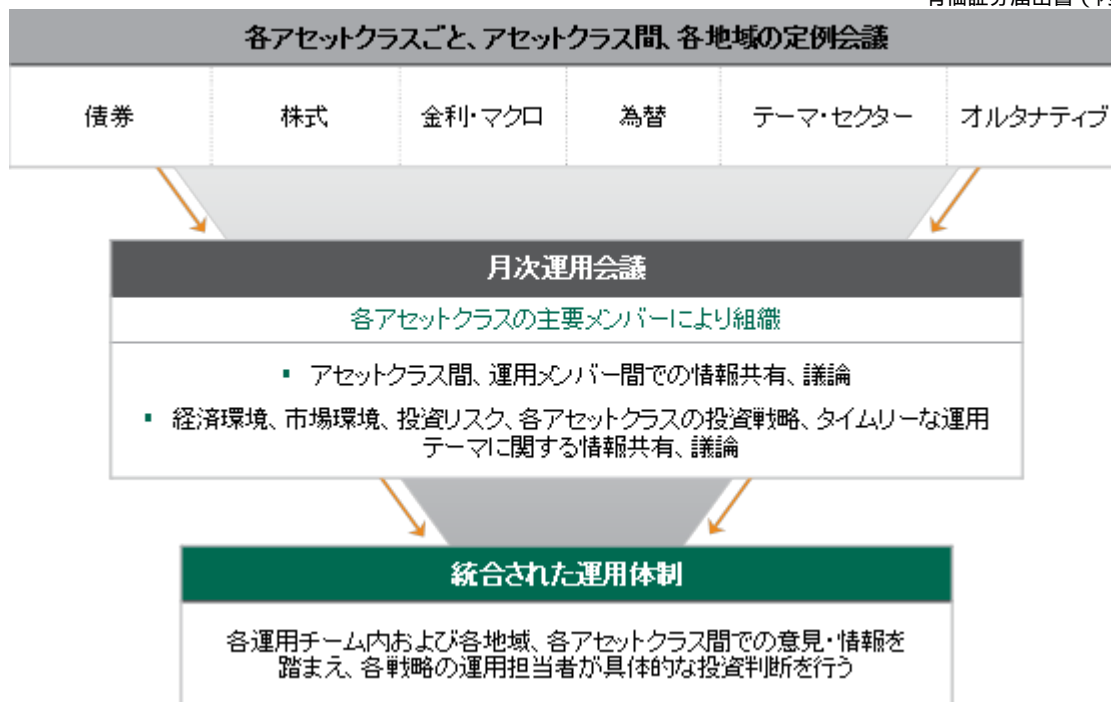 各アセットクラスごと、アセットクラス間、各地域の定例会議
債券 株式 金利・マクロ 為替 テーマ・セクター オルタナティブ
月次運用会議
各アセットクラスの主要メンバーにより組織
▪ アセットクラス間、運用メンバー間での情報共有、議論
▪ 経済環境、市場環境、投資リスク、各アセットクラスの投資戦略、タイムリーな運用
テーマに関する情報共有、議論
統合された運用体制
各運用チーム内および各地域、各アセットクラス間での意見・情報を
踏まえ、各戦略の運用担当者が具体的な投資判断を行う